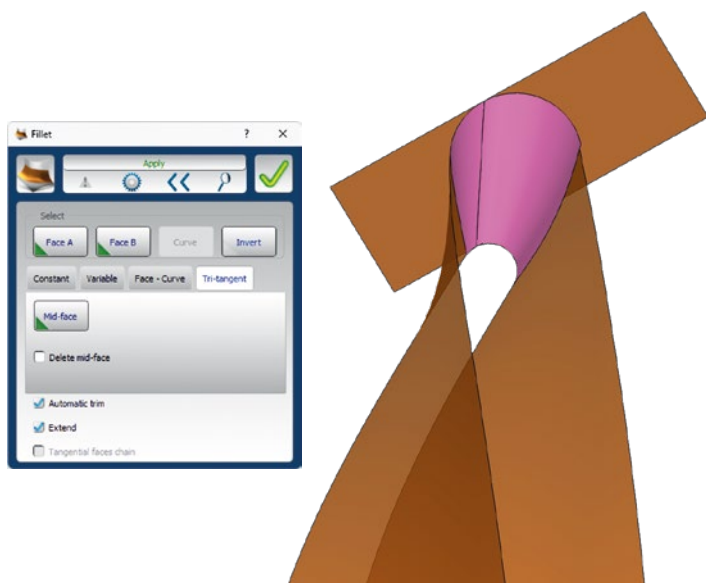 Fillet ? X
Apply
Select
Face A Face B Curve Invert
Constant Variable Face - Curve Tri-tangent
Mid-face
Delete mid-face
Automatic trim
Extend
Tangential faces chain